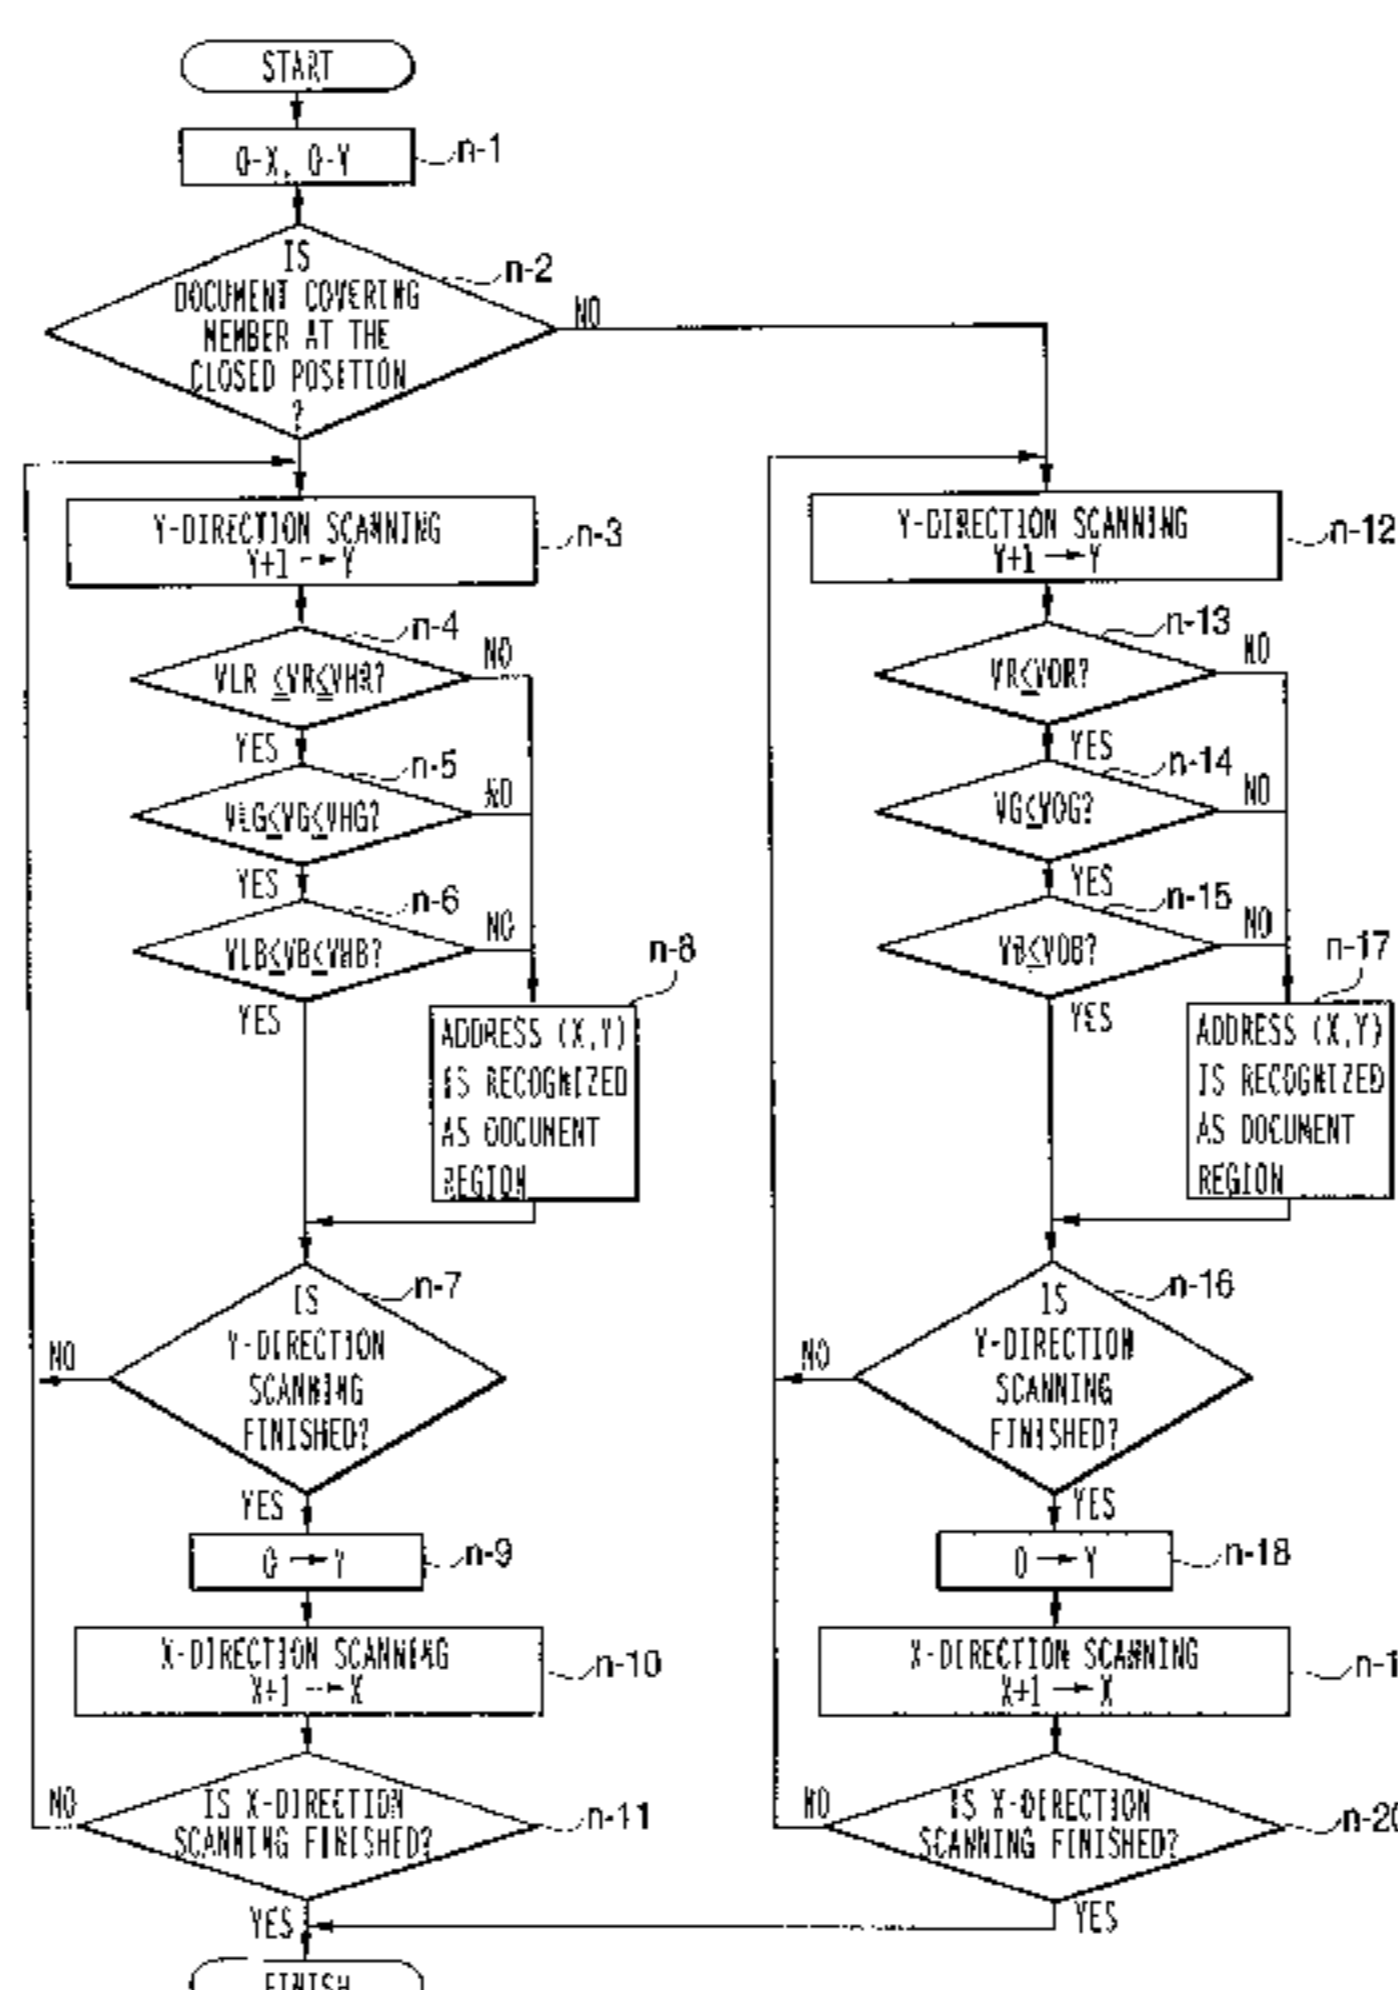 START
0-X, 0-Y
n-1
IS
DOCUMENT COVERING
MEMBER AT THE
CLOSED POSITION
?
n-2
NO
Y-DIRECTION SCANNING
Y+1 → Y
n-3
VLR ≤VR≤VHR?
n-4
NO
YES
VLG≤VG≤VHG?
n-5
NO
YES
VLB≤VB≤VHB?
n-6
NO
YES
n-8
ADDRESS (X,Y)
IS RECOGNIZED
AS DOCUMENT
REGION
IS
Y-DIRECTION
SCANNING
FINISHED?
n-7
NO
YES
0 → Y
n-9
X-DIRECTION SCANNING
X+1 → X
n-10
IS X-DIRECTION
SCANNING FINISHED?
n-11
NO
YES
FINISH
Y-DIRECTION SCANNING
Y+1 → Y
n-12
VR≤VOR?
n-13
NO
YES
VG≤VOG?
n-14
NO
YES
VB≤VOB?
n-15
NO
YES
n-17
ADDRESS (X,Y)
IS RECOGNIZED
AS DOCUMENT
REGION
IS
Y-DIRECTION
SCANNING
FINISHED?
n-16
NO
YES
0 → Y
n-18
X-DIRECTION SCANNING
X+1 → X
n-1
IS X-DIRECTION
SCANNING FINISHED?
n-20
NO
YES